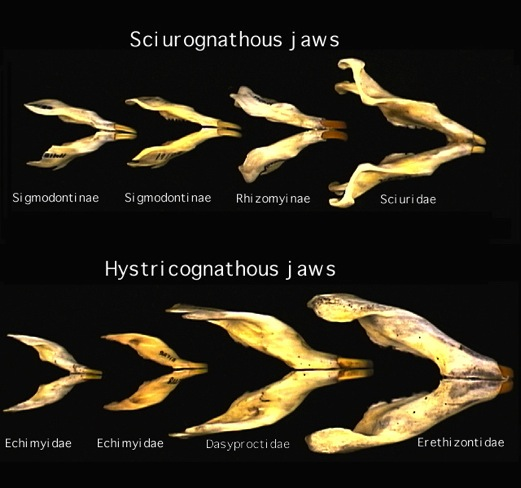 Sciurognathous jaws
Sigmodontinae
Sigmodontinae
Rhizomyinae
Sciuridae
Hystricognathous jaws
Echimyidae
Echimyidae
Dasyproctidae
Erethizontidae